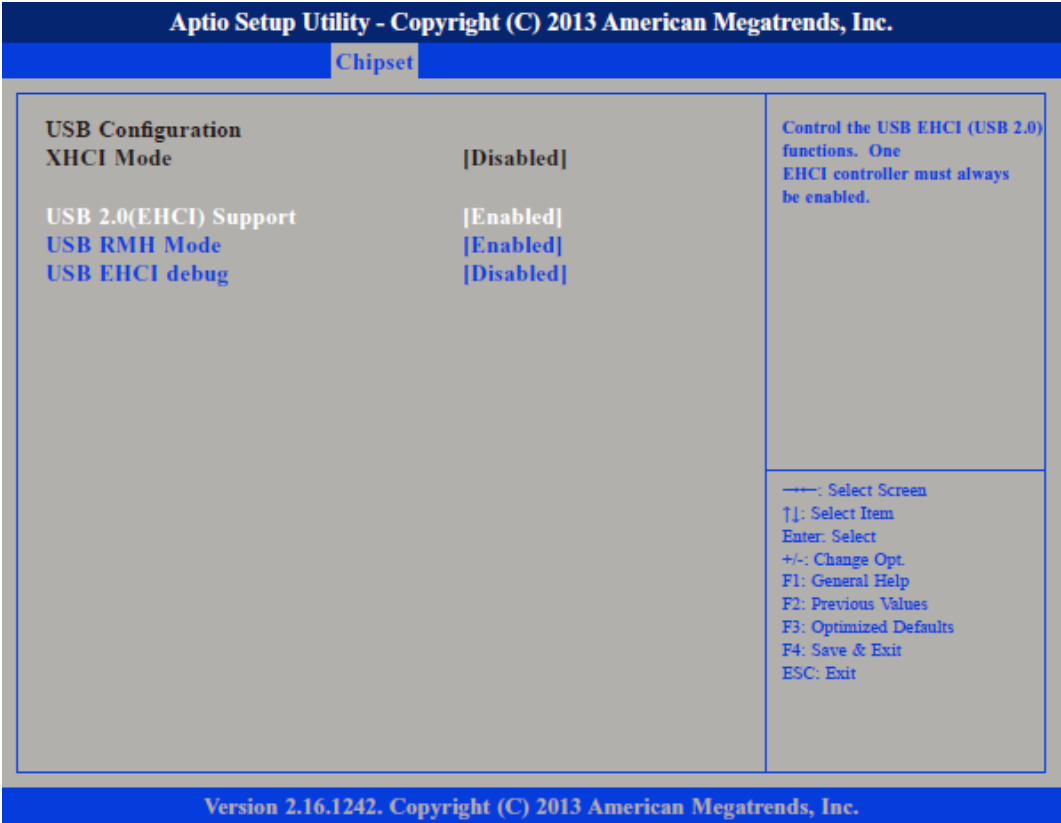 Aptio Setup Utility - Copyright (C) 2013 American Megatrends, Inc.
Chipset
USB Configuration
XHCI Mode [Disabled]
USB 2.0(EHCI) Support [Enabled]
USB RMH Mode [Enabled]
USB EHCI debug [Disabled]
Control the USB EHCI (USB 2.0)
functions. One
EHCI controller must always
be enabled.
→←: Select Screen
↑↓: Select Item
Enter: Select
+/-: Change Opt.
F1: General Help
F2: Previous Values
F3: Optimized Defaults
F4: Save & Exit
ESC: Exit
Version 2.16.1242. Copyright (C) 2013 American Megatrends, Inc.